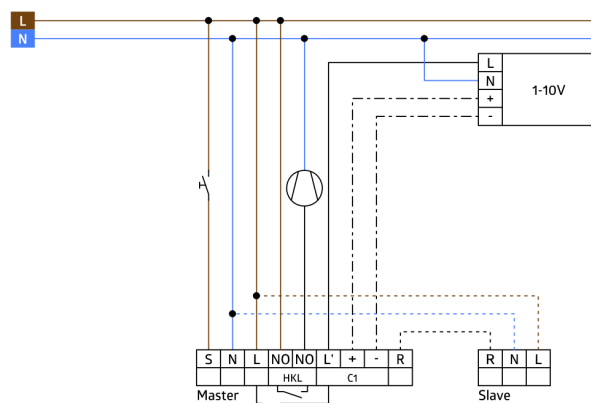 L
N
L
N
+
-
1-10V
S N L NO NO L' + - R
HKL C1
Master
R N L
Slave